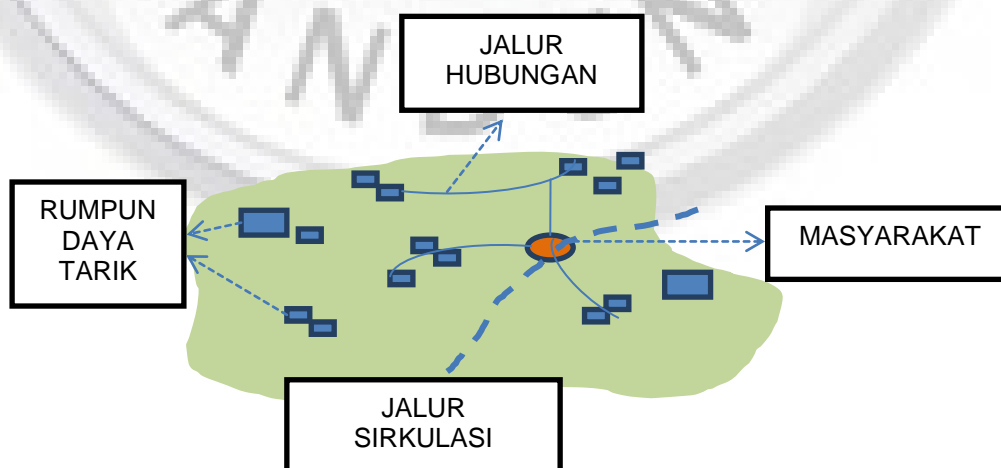 JALUR
HUBUNGAN
RUMPUN
DAYA
TARIK
MASYARAKAT
JALUR
SIRKULASI